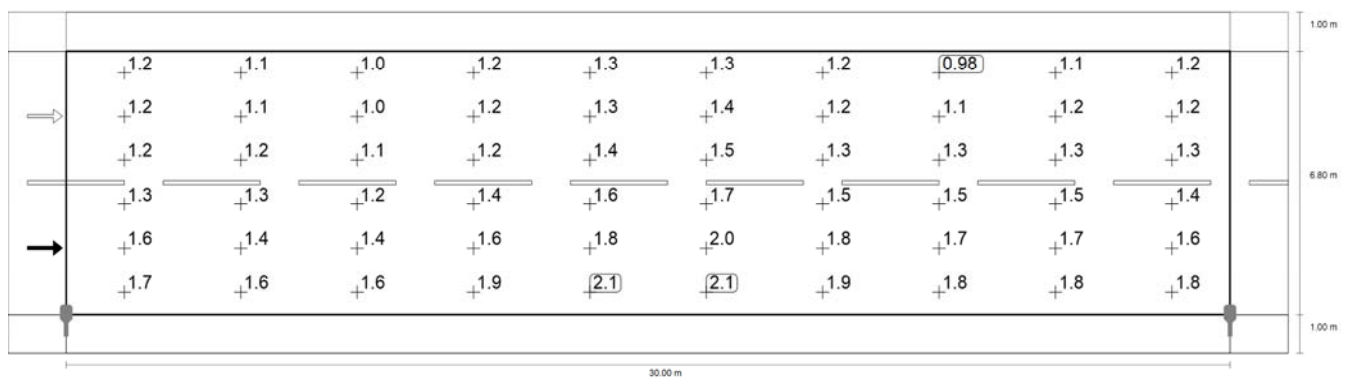 1.00 m
1.2 1.1 1.0 1.2 1.3 1.3 1.2 0.98 1.1 1.2
1.2 1.1 1.0 1.2 1.3 1.4 1.2 1.1 1.2 1.2
1.2 1.2 1.1 1.2 1.4 1.5 1.3 1.3 1.3 1.3
6.80 m
1.3 1.3 1.2 1.4 1.6 1.7 1.5 1.5 1.5 1.4
1.6 1.4 1.4 1.6 1.8 2.0 1.8 1.7 1.7 1.6
1.7 1.6 1.6 1.9 2.1 2.1 1.9 1.8 1.8 1.8
1.00 m
30.00 m